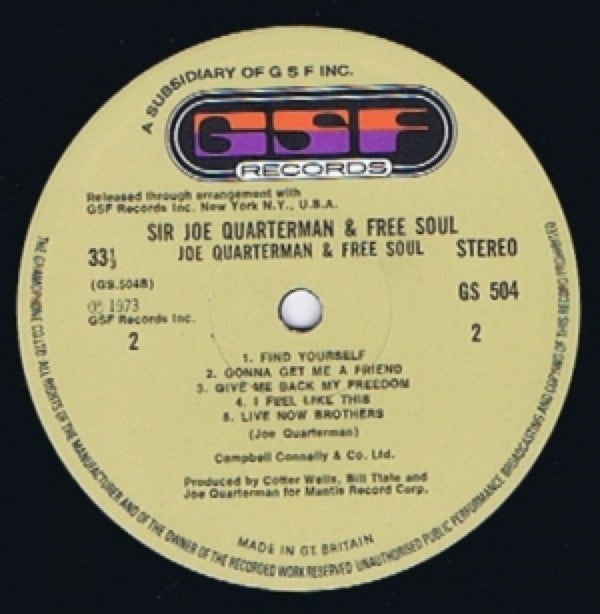 A SUBSIDIARY OF G S F INC.
GSF
RECORDS
Released through arrangement with
GSF Records Inc. New York N.Y., U.S.A.
SIR JOE QUARTERMAN & FREE SOUL
JOE QUARTERMAN & FREE SOUL
33⅓
STEREO
(GS.504B)
GS 504
℗ 1973
GSF Records Inc.
2
2
1. FIND YOURSELF
2. GONNA GET ME A FRIEND
3. GIVE ME BACK MY FREEDOM
4. I FEEL LIKE THIS
5. LIVE NOW BROTHERS
(Joe Quarterman)
Campbell Connelly & Co. Ltd.
Produced by Cotter Wells, Bill Tate and
Joe Quarterman for Mantis Record Corp.
MADE IN GT. BRITAIN
THE GRAMOPHONE CO. LTD. ALL RIGHTS OF THE MANUFACTURER AND OF THE OWNER OF THE RECORDED WORK RESERVED UNAUTHORISED PUBLIC PERFORMANCE BROADCASTING AND COPYING OF THIS RECORD PROHIBITED